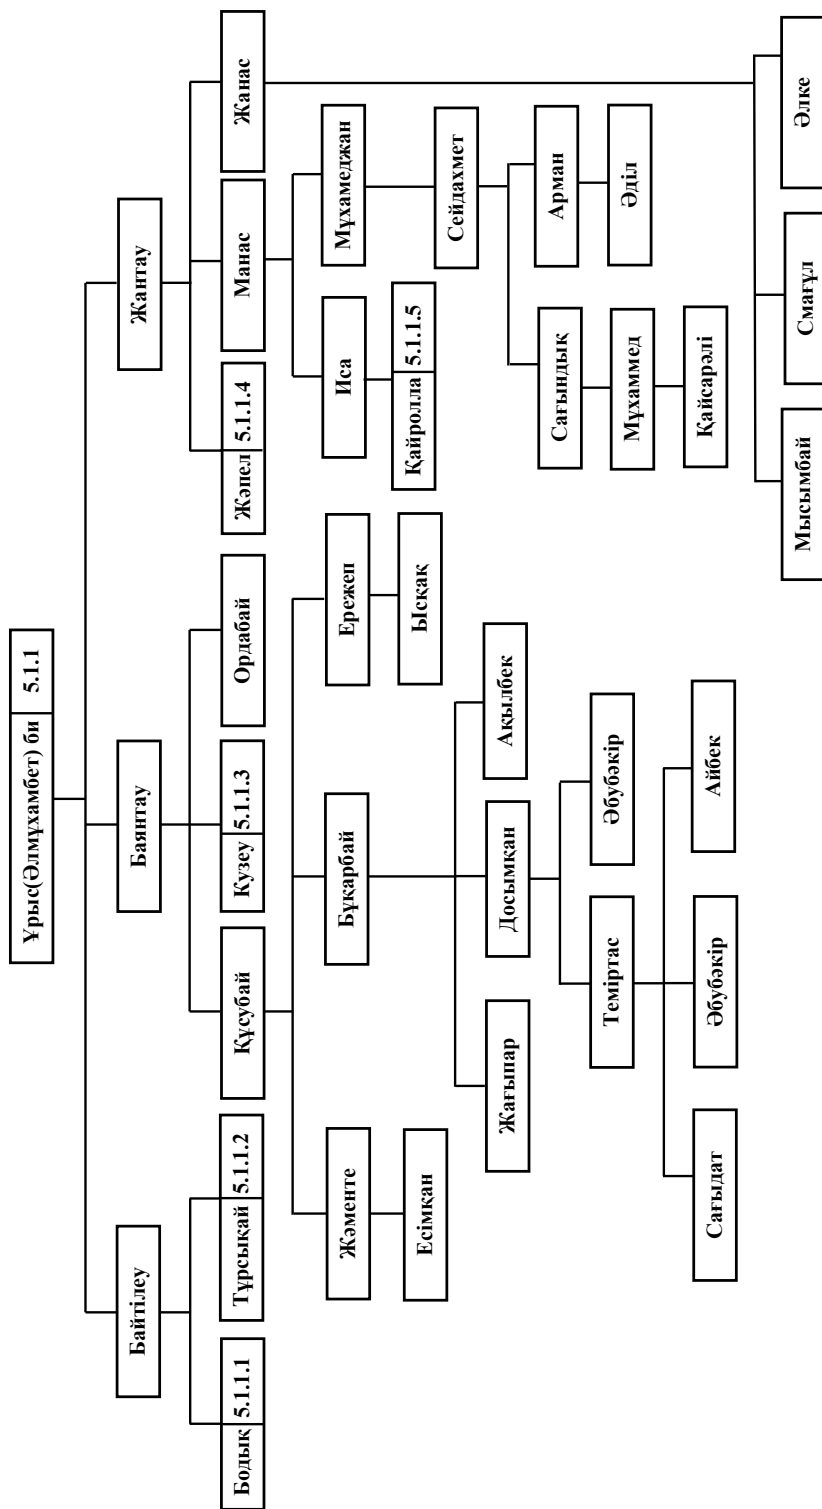 Ұрыс(Әлмұхамбет) би 5.1.1
Байтілеу
Баянтау
Жантау
Бодық 5.1.1.1
Тұрсықай 5.1.1.2
Құсубай
Кузеу 5.1.1.3
Ордабай
Жәпел 5.1.1.4
Манас
Жанас
Жәменте
Бұқарбай
Ережеп
Иса
Мұхамеджан
Есімқан
Ысқақ
Қайролла 5.1.1.5
Сейдахмет
Жағыпар
Досымқан
Ақылбек
Сағындық
Арман
Теміртас
Әбубәкір
Мұхаммед
Әділ
Сағыдат
Әбубәкір
Айбек
Қайсарәлі
Мысымбай
Смағұл
Әлке